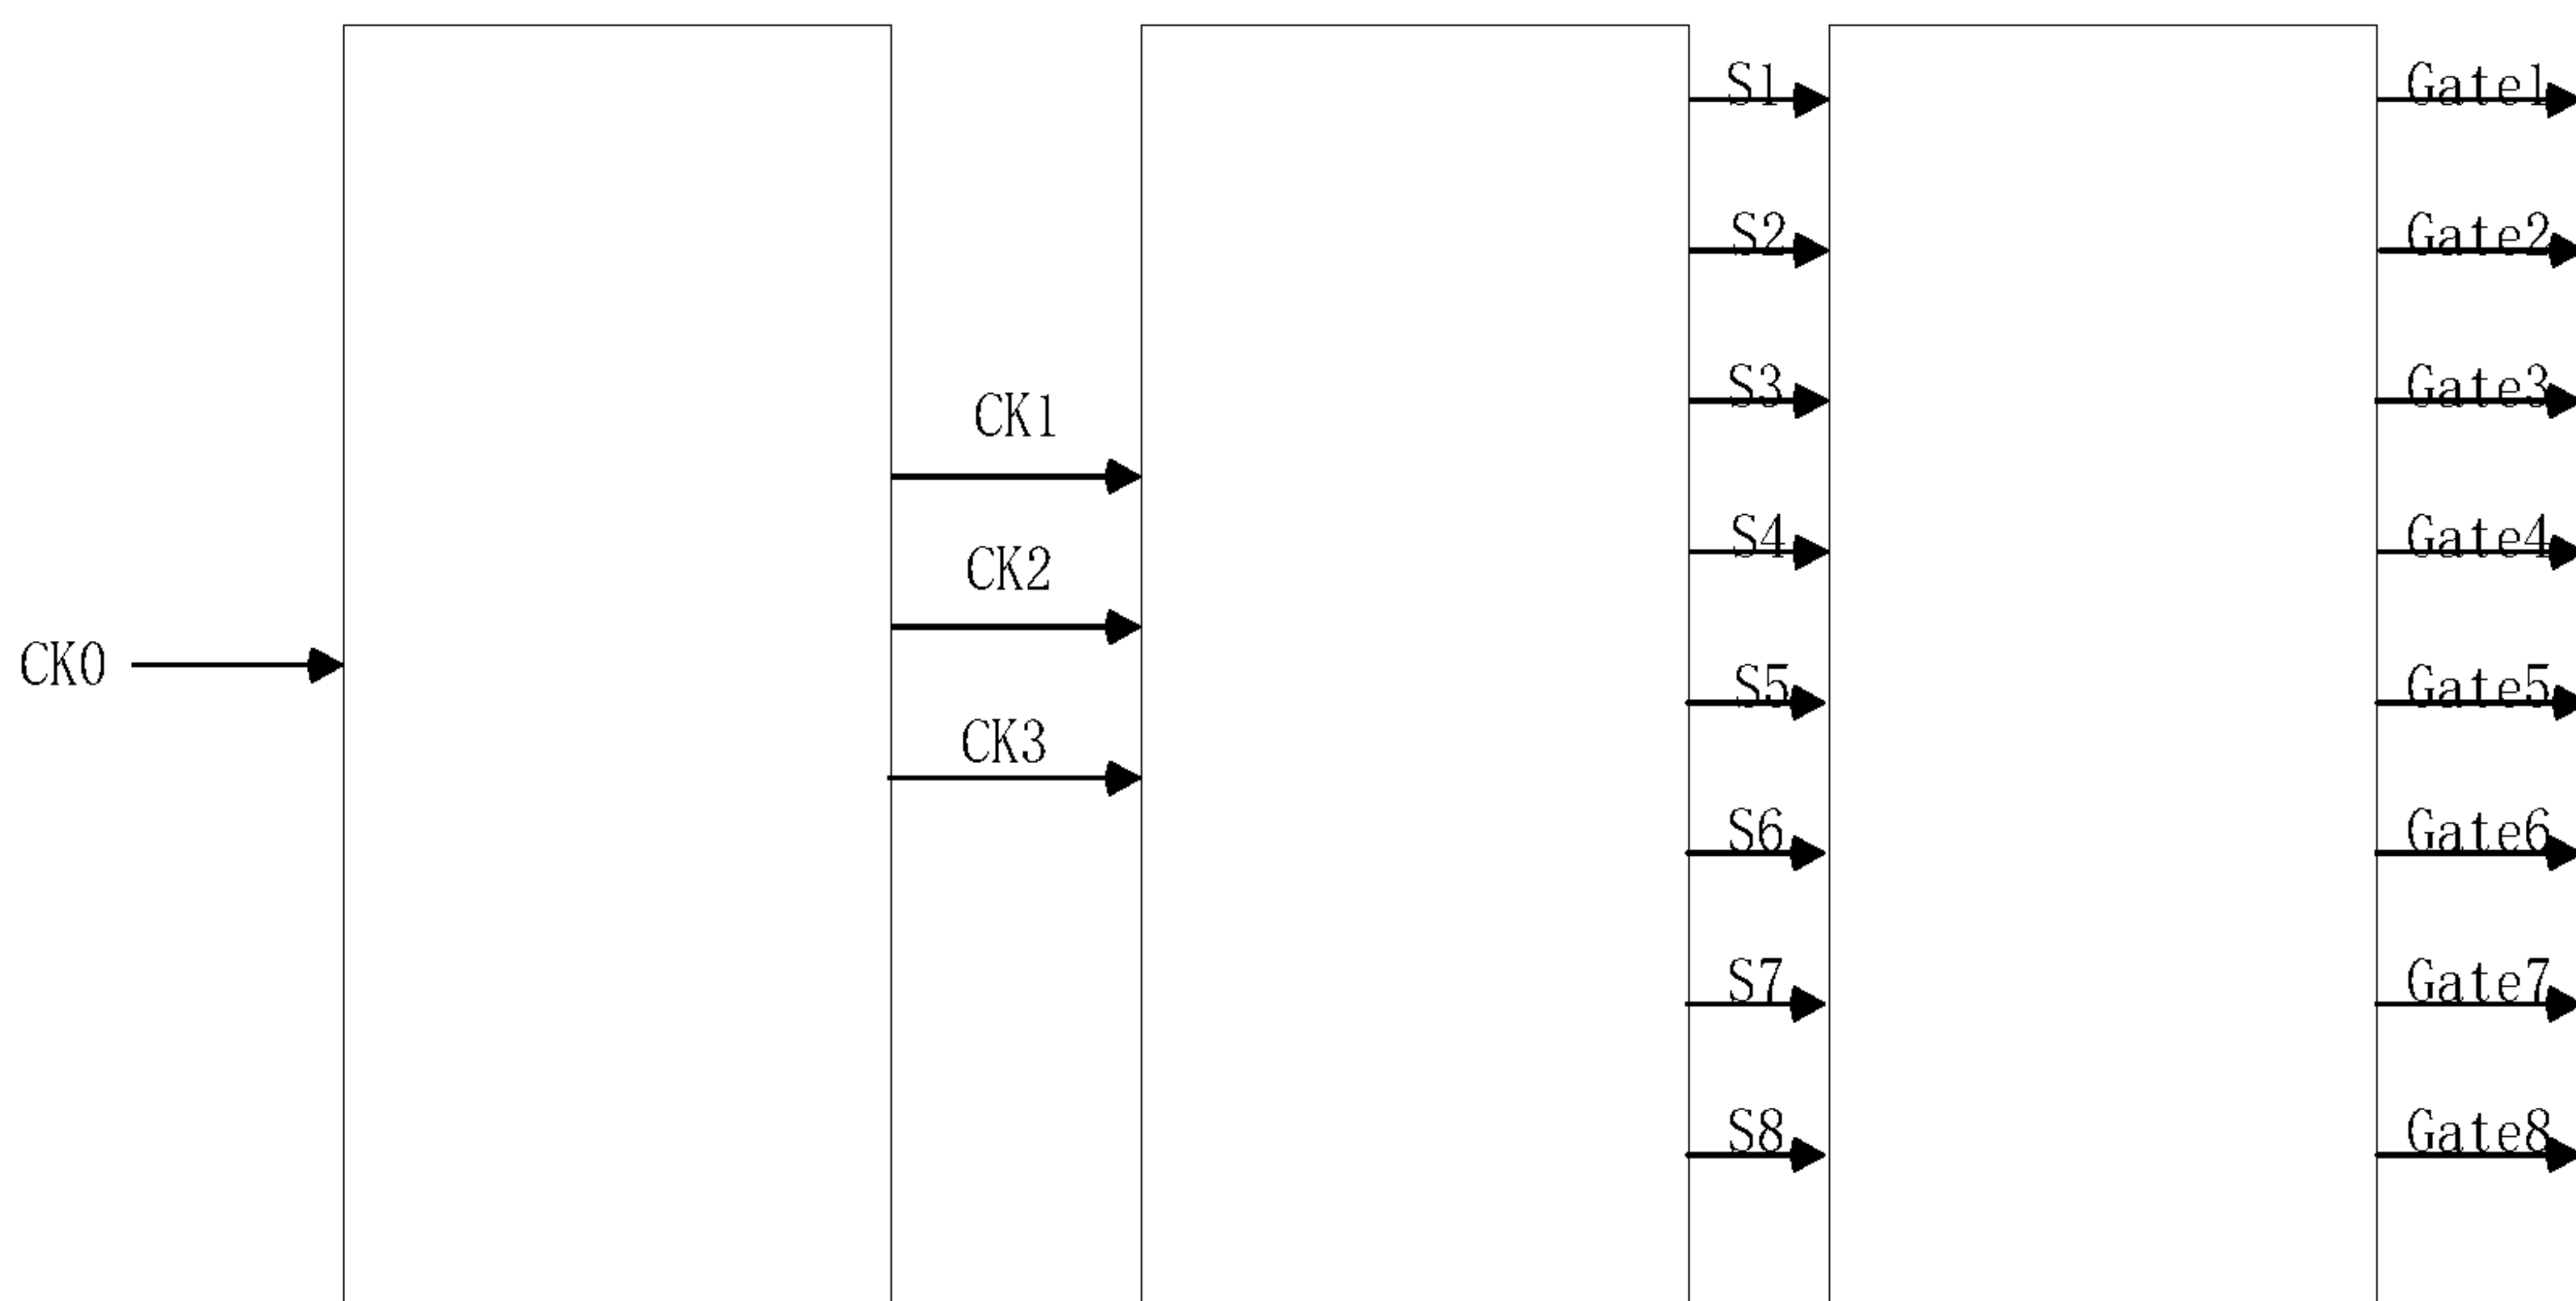 CK0
CK1
CK2
CK3
S1
S2
S3
S4
S5
S6
S7
S8
Gate1
Gate2
Gate3
Gate4
Gate5
Gate6
Gate7
Gate8